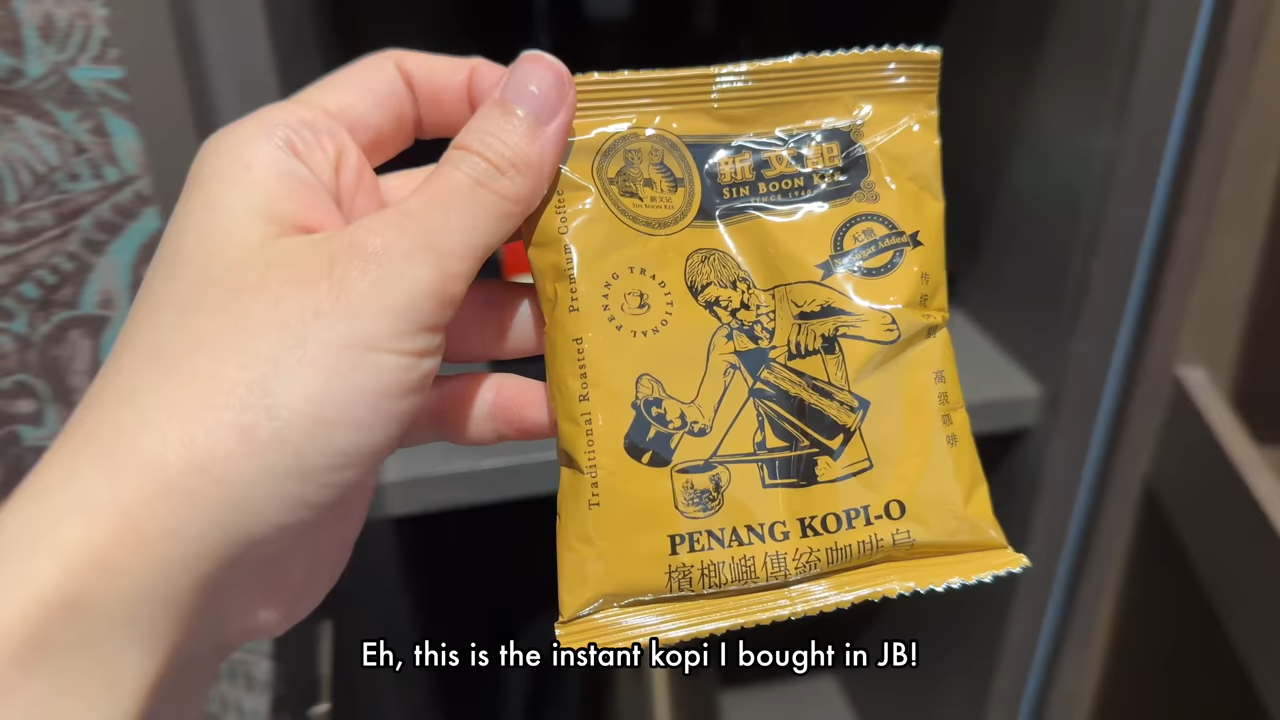 新文記
SIN BOON KEE
SINCE 1940
新文记
SIN BOON KEE
无糖
No Sugar Added
PENANG TRADITIONAL
Traditional Roasted Premium Coffee
高级咖啡
PENANG KOPI-O
檳榔嶼傳統咖啡烏
Eh, this is the instant kopi I bought in JB!